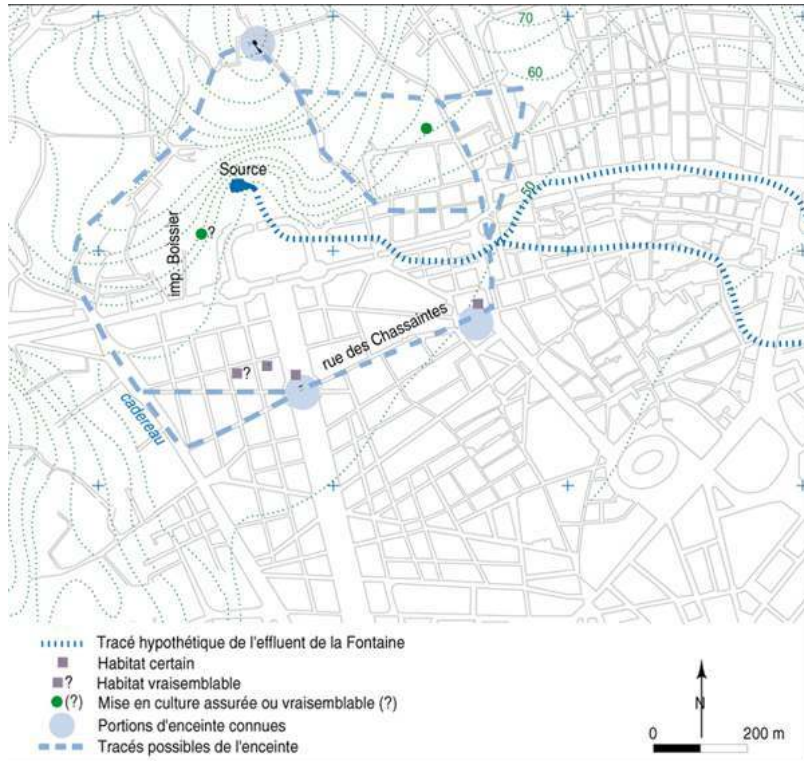 70
60
Source
50
?
imp. Boissier
rue des Chassaintes
?
cadereau
Tracé hypothétique de l'effluent de la Fontaine
Habitat certain
? Habitat vraisemblable
(?) Mise en culture assurée ou vraisemblable (?)
Portions d'enceinte connues
Tracés possibles de l'enceinte
N
0 200 m